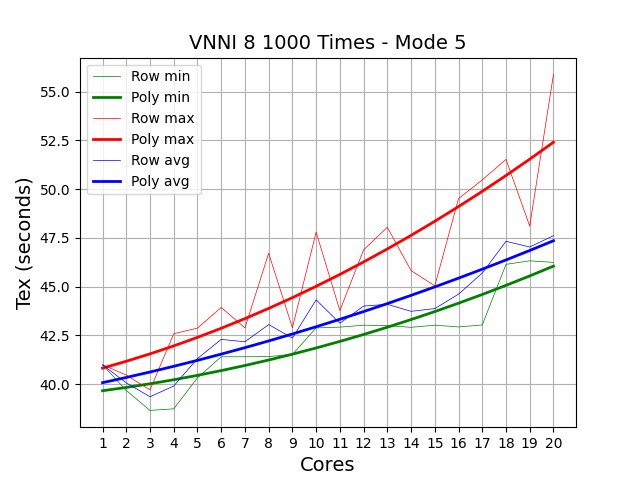 VNNI 8 1000 Times - Mode 5
Row min
Poly min
Row max
Poly max
Row avg
Poly avg
Tex (seconds)
55.0
52.5
50.0
47.5
45.0
42.5
40.0
1 2 3 4 5 6 7 8 9 10 11 12 13 14 15 16 17 18 19 20
Cores